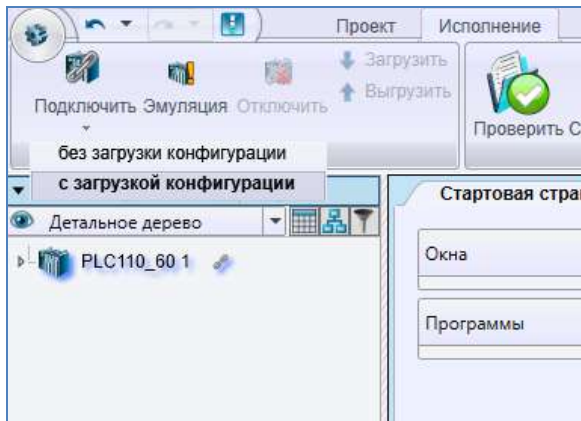 Проект Исполнение
Загрузить
Выгрузить
Подключить Эмуляция Отключить
Проверить
без загрузки конфигурации
с загрузкой конфигурации
Стартовая
Детальное дерево
PLC110_60 1
Окна
Программы